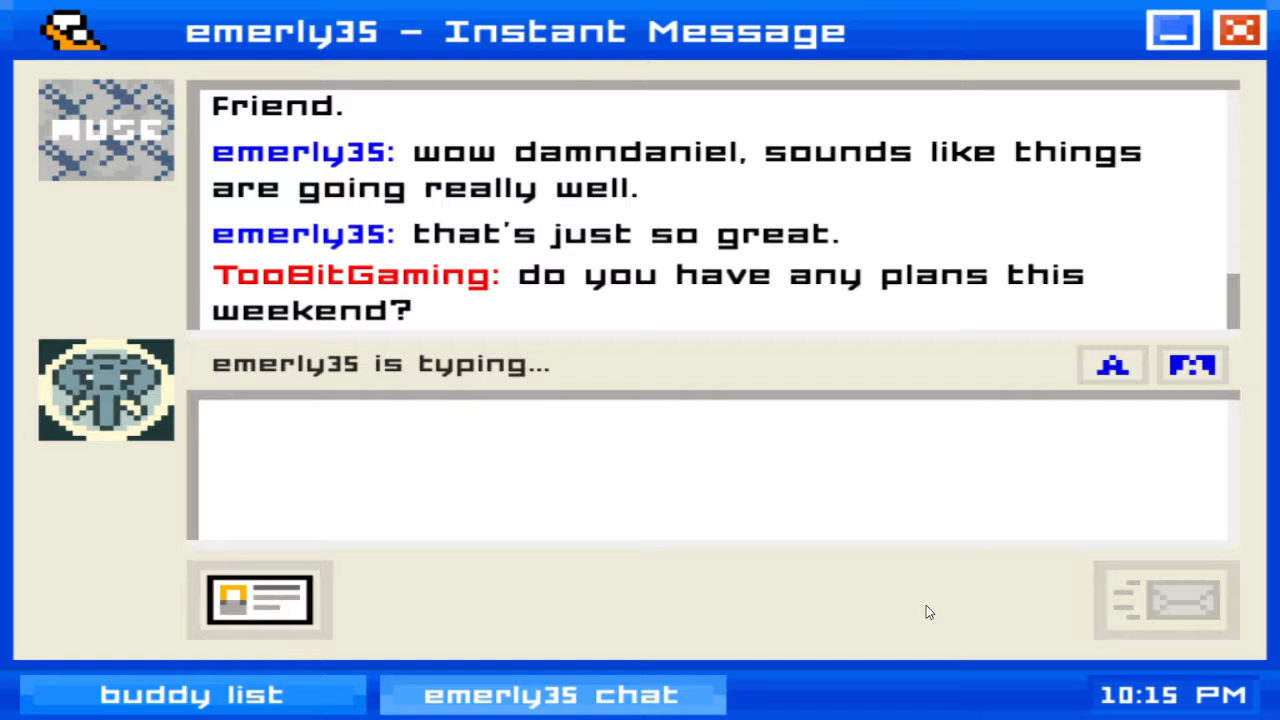 emerly35 - Instant Message
MUSE
Friend.
emerly35: wow damndaniel, sounds like things
are going really well.
emerly35: that's just so great.
TooBitGaming: do you have any plans this
weekend?
emerly35 is typing...
A
buddy list
emerly35 chat
10:15 PM